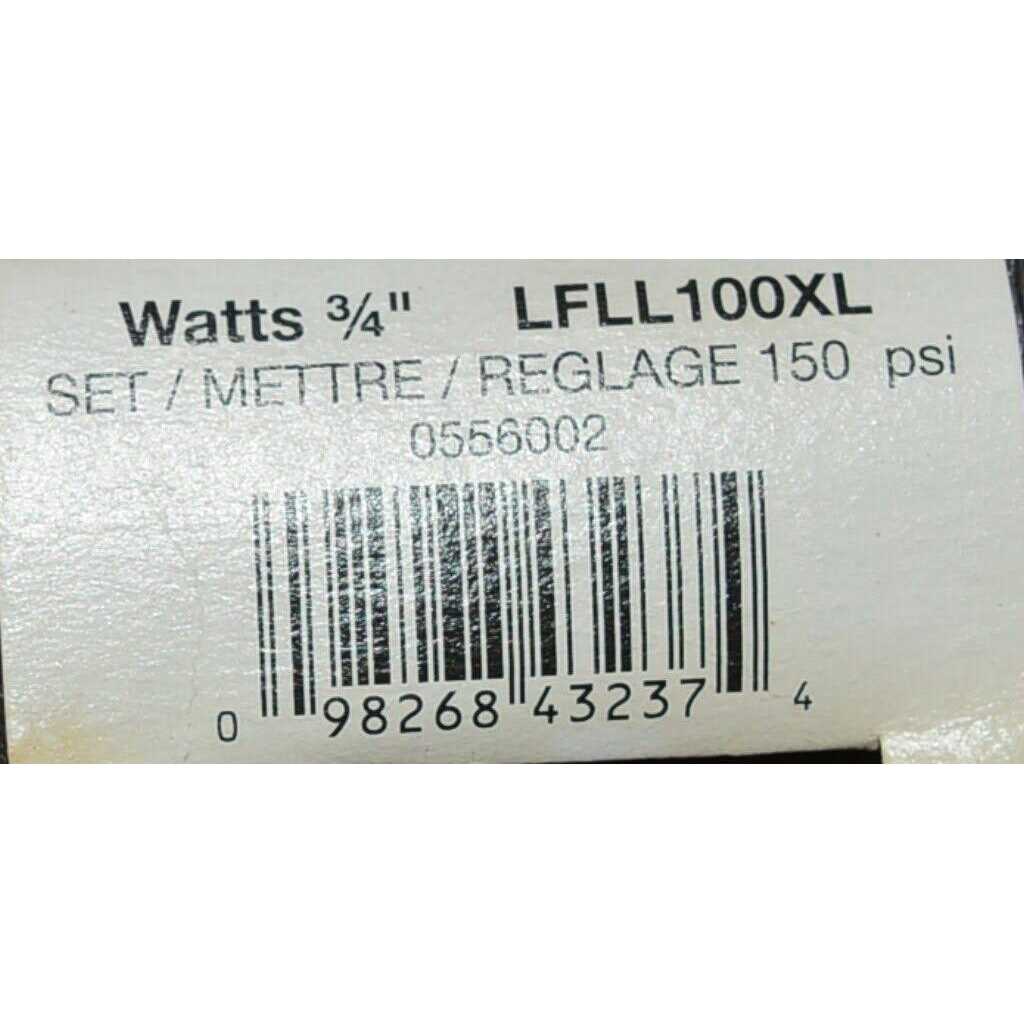 Watts ¾" LFLL100XL
SET / METTRE / REGLAGE 150 psi
0556002
0 98268 43237 4